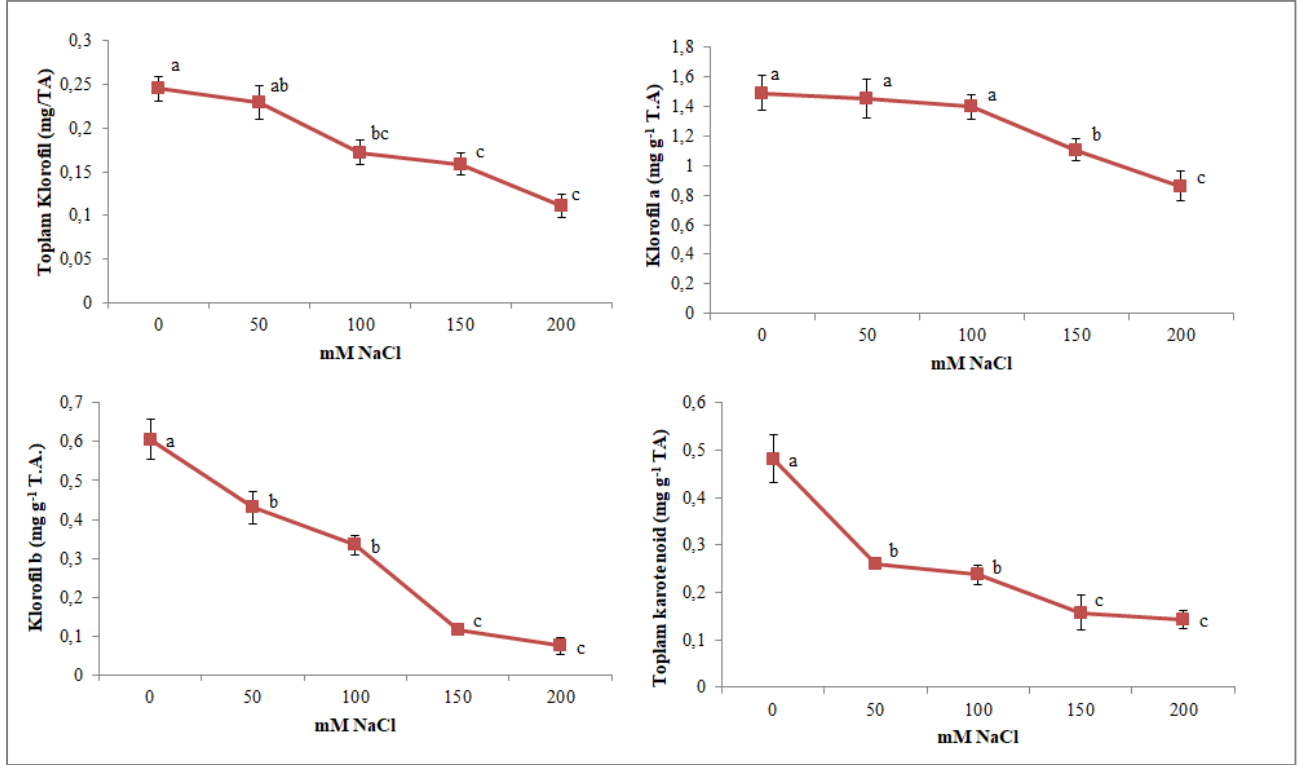 Toplam Klorofil (mg/TA)
0,3
0,25
0,2
0,15
0,1
0,05
0
a
ab
bc
c
c
0 50 100 150 200
mM NaCl
Klorofil a (mg g⁻¹ T.A)
1,8
1,6
1,4
1,2
1
0,8
0,6
0,4
0,2
0
a
a
a
b
c
0 50 100 150 200
mM NaCl
Klorofil b (mg g⁻¹ T.A.)
0,7
0,6
0,5
0,4
0,3
0,2
0,1
0
a
b
b
c
c
0 50 100 150 200
mM NaCl
Toplam karotenoid (mg g⁻¹ TA)
0,6
0,5
0,4
0,3
0,2
0,1
0
a
b
b
c
c
0 50 100 150 200
mM NaCl